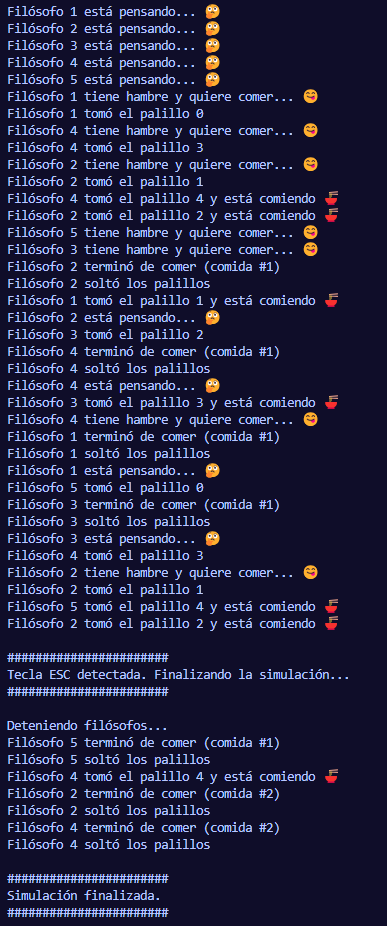 Filósofo 1 está pensando... 🤔
Filósofo 2 está pensando... 🤔
Filósofo 3 está pensando... 🤔
Filósofo 4 está pensando... 🤔
Filósofo 5 está pensando... 🤔
Filósofo 1 tiene hambre y quiere comer... 😋
Filósofo 1 tomó el palillo 0
Filósofo 4 tiene hambre y quiere comer... 😋
Filósofo 4 tomó el palillo 3
Filósofo 2 tiene hambre y quiere comer... 😋
Filósofo 2 tomó el palillo 1
Filósofo 4 tomó el palillo 4 y está comiendo 🥢
Filósofo 2 tomó el palillo 2 y está comiendo 🥢
Filósofo 5 tiene hambre y quiere comer... 😋
Filósofo 3 tiene hambre y quiere comer... 😋
Filósofo 2 terminó de comer (comida #1)
Filósofo 2 soltó los palillos
Filósofo 1 tomó el palillo 1 y está comiendo 🥢
Filósofo 2 está pensando... 🤔
Filósofo 3 tomó el palillo 2
Filósofo 4 terminó de comer (comida #1)
Filósofo 4 soltó los palillos
Filósofo 4 está pensando... 🤔
Filósofo 3 tomó el palillo 3 y está comiendo 🥢
Filósofo 4 tiene hambre y quiere comer... 😋
Filósofo 1 terminó de comer (comida #1)
Filósofo 1 soltó los palillos
Filósofo 1 está pensando... 🤔
Filósofo 5 tomó el palillo 0
Filósofo 3 terminó de comer (comida #1)
Filósofo 3 soltó los palillos
Filósofo 3 está pensando... 🤔
Filósofo 4 tomó el palillo 3
Filósofo 2 tiene hambre y quiere comer... 😋
Filósofo 2 tomó el palillo 1
Filósofo 5 tomó el palillo 4 y está comiendo 🥢
Filósofo 2 tomó el palillo 2 y está comiendo 🥢

#######################
Tecla ESC detectada. Finalizando la simulación...
#######################

Deteniendo filósofos...
Filósofo 5 terminó de comer (comida #1)
Filósofo 5 soltó los palillos
Filósofo 4 tomó el palillo 4 y está comiendo 🥢
Filósofo 2 terminó de comer (comida #2)
Filósofo 2 soltó los palillos
Filósofo 4 terminó de comer (comida #2)
Filósofo 4 soltó los palillos

#######################
Simulación finalizada.
#######################